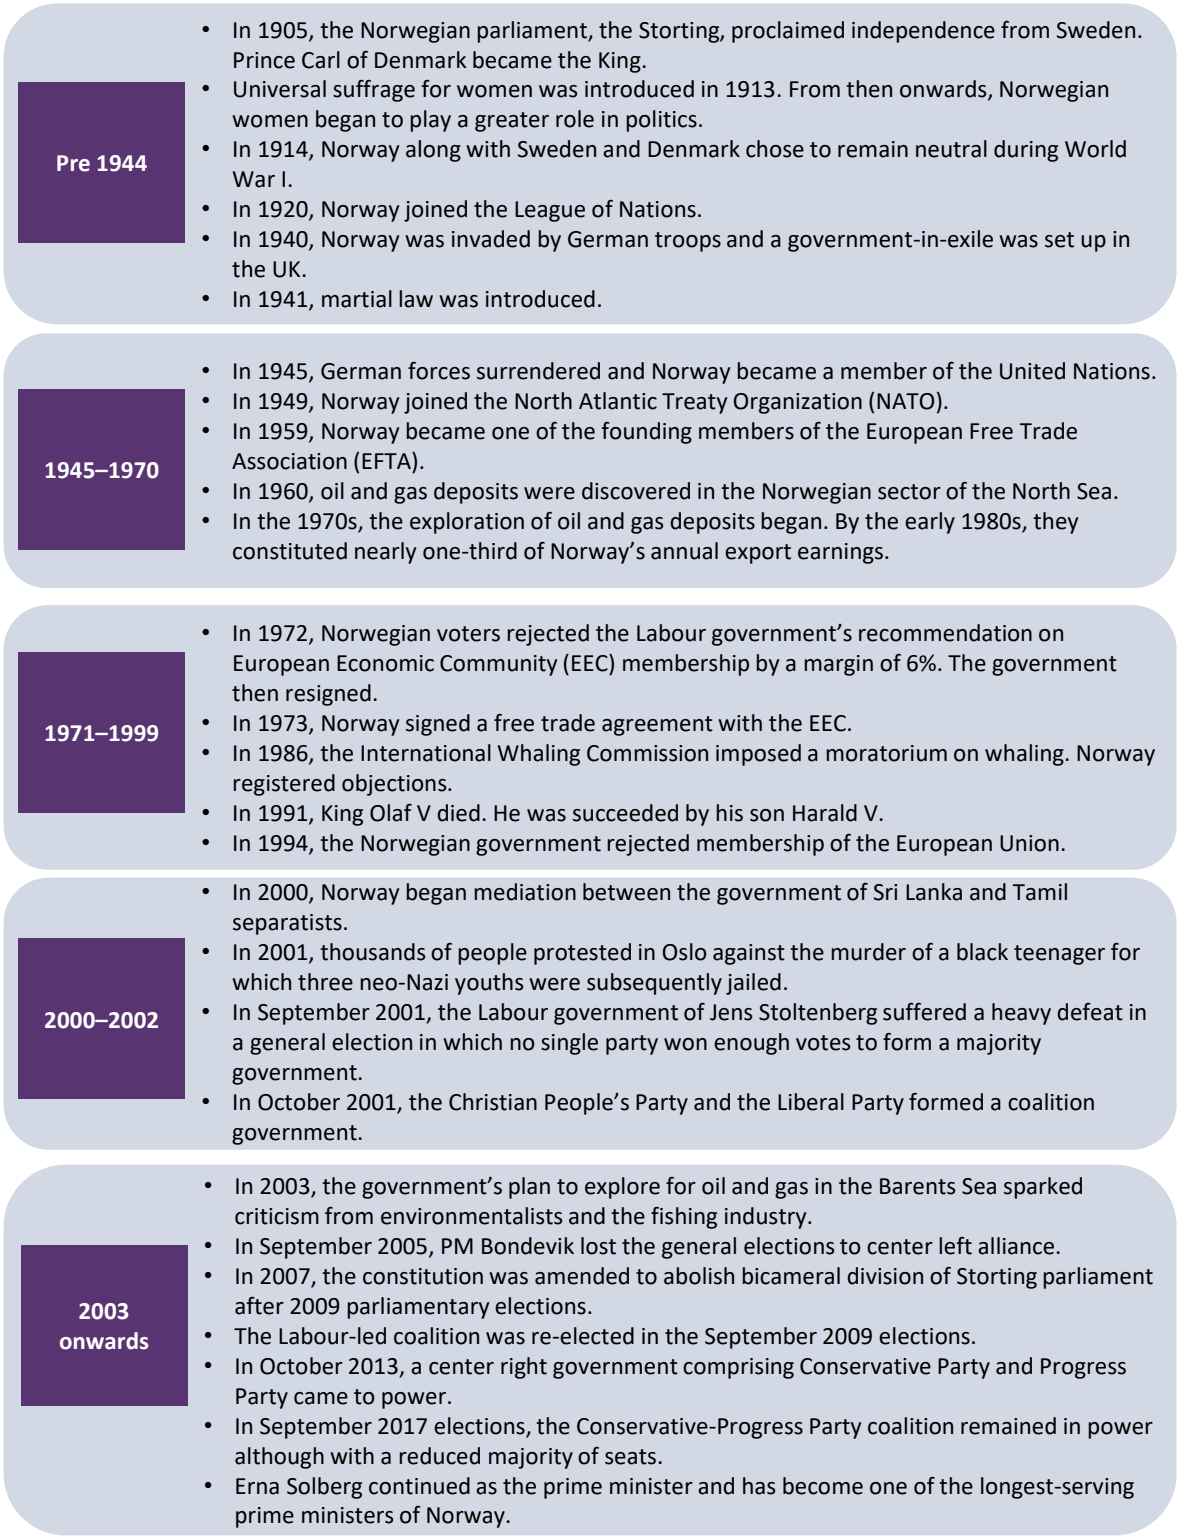 Pre 1944
• In 1905, the Norwegian parliament, the Storting, proclaimed independence from Sweden.
Prince Carl of Denmark became the King.
• Universal suffrage for women was introduced in 1913. From then onwards, Norwegian
women began to play a greater role in politics.
• In 1914, Norway along with Sweden and Denmark chose to remain neutral during World
War I.
• In 1920, Norway joined the League of Nations.
• In 1940, Norway was invaded by German troops and a government-in-exile was set up in
the UK.
• In 1941, martial law was introduced.
1945–1970
• In 1945, German forces surrendered and Norway became a member of the United Nations.
• In 1949, Norway joined the North Atlantic Treaty Organization (NATO).
• In 1959, Norway became one of the founding members of the European Free Trade
Association (EFTA).
• In 1960, oil and gas deposits were discovered in the Norwegian sector of the North Sea.
• In the 1970s, the exploration of oil and gas deposits began. By the early 1980s, they
constituted nearly one-third of Norway’s annual export earnings.
1971–1999
• In 1972, Norwegian voters rejected the Labour government’s recommendation on
European Economic Community (EEC) membership by a margin of 6%. The government
then resigned.
• In 1973, Norway signed a free trade agreement with the EEC.
• In 1986, the International Whaling Commission imposed a moratorium on whaling. Norway
registered objections.
• In 1991, King Olaf V died. He was succeeded by his son Harald V.
• In 1994, the Norwegian government rejected membership of the European Union.
2000–2002
• In 2000, Norway began mediation between the government of Sri Lanka and Tamil
separatists.
• In 2001, thousands of people protested in Oslo against the murder of a black teenager for
which three neo-Nazi youths were subsequently jailed.
• In September 2001, the Labour government of Jens Stoltenberg suffered a heavy defeat in
a general election in which no single party won enough votes to form a majority
government.
• In October 2001, the Christian People’s Party and the Liberal Party formed a coalition
government.
2003
onwards
• In 2003, the government’s plan to explore for oil and gas in the Barents Sea sparked
criticism from environmentalists and the fishing industry.
• In September 2005, PM Bondevik lost the general elections to center left alliance.
• In 2007, the constitution was amended to abolish bicameral division of Storting parliament
after 2009 parliamentary elections.
• The Labour-led coalition was re-elected in the September 2009 elections.
• In October 2013, a center right government comprising Conservative Party and Progress
Party came to power.
• In September 2017 elections, the Conservative-Progress Party coalition remained in power
although with a reduced majority of seats.
• Erna Solberg continued as the prime minister and has become one of the longest-serving
prime ministers of Norway.